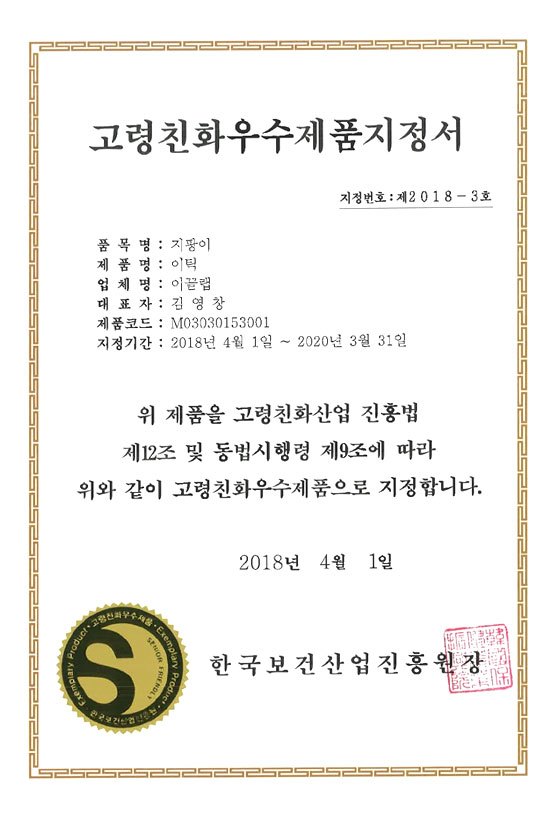 고령친화우수제품지정서
지정번호 : 제2018－3호
품 목 명 : 지팡이
제 품 명 : 이틱
업 체 명 : 이끌랩
대 표 자 : 김 영 창
제품코드 : M03030153001
지정기간 : 2018년 4월 1일 ~ 2020년 3월 31일
위 제품을 고령친화산업 진흥법
제12조 및 동법시행령 제9조에 따라
위와 같이 고령친화우수제품으로 지정합니다.
2018년 4월 1일
한국보건산업진흥원장
고령친화우수제품 · Exemplary Product · 한국보건산업진흥원 · Exemplary Product ·
SENIOR FRIENDLY
S